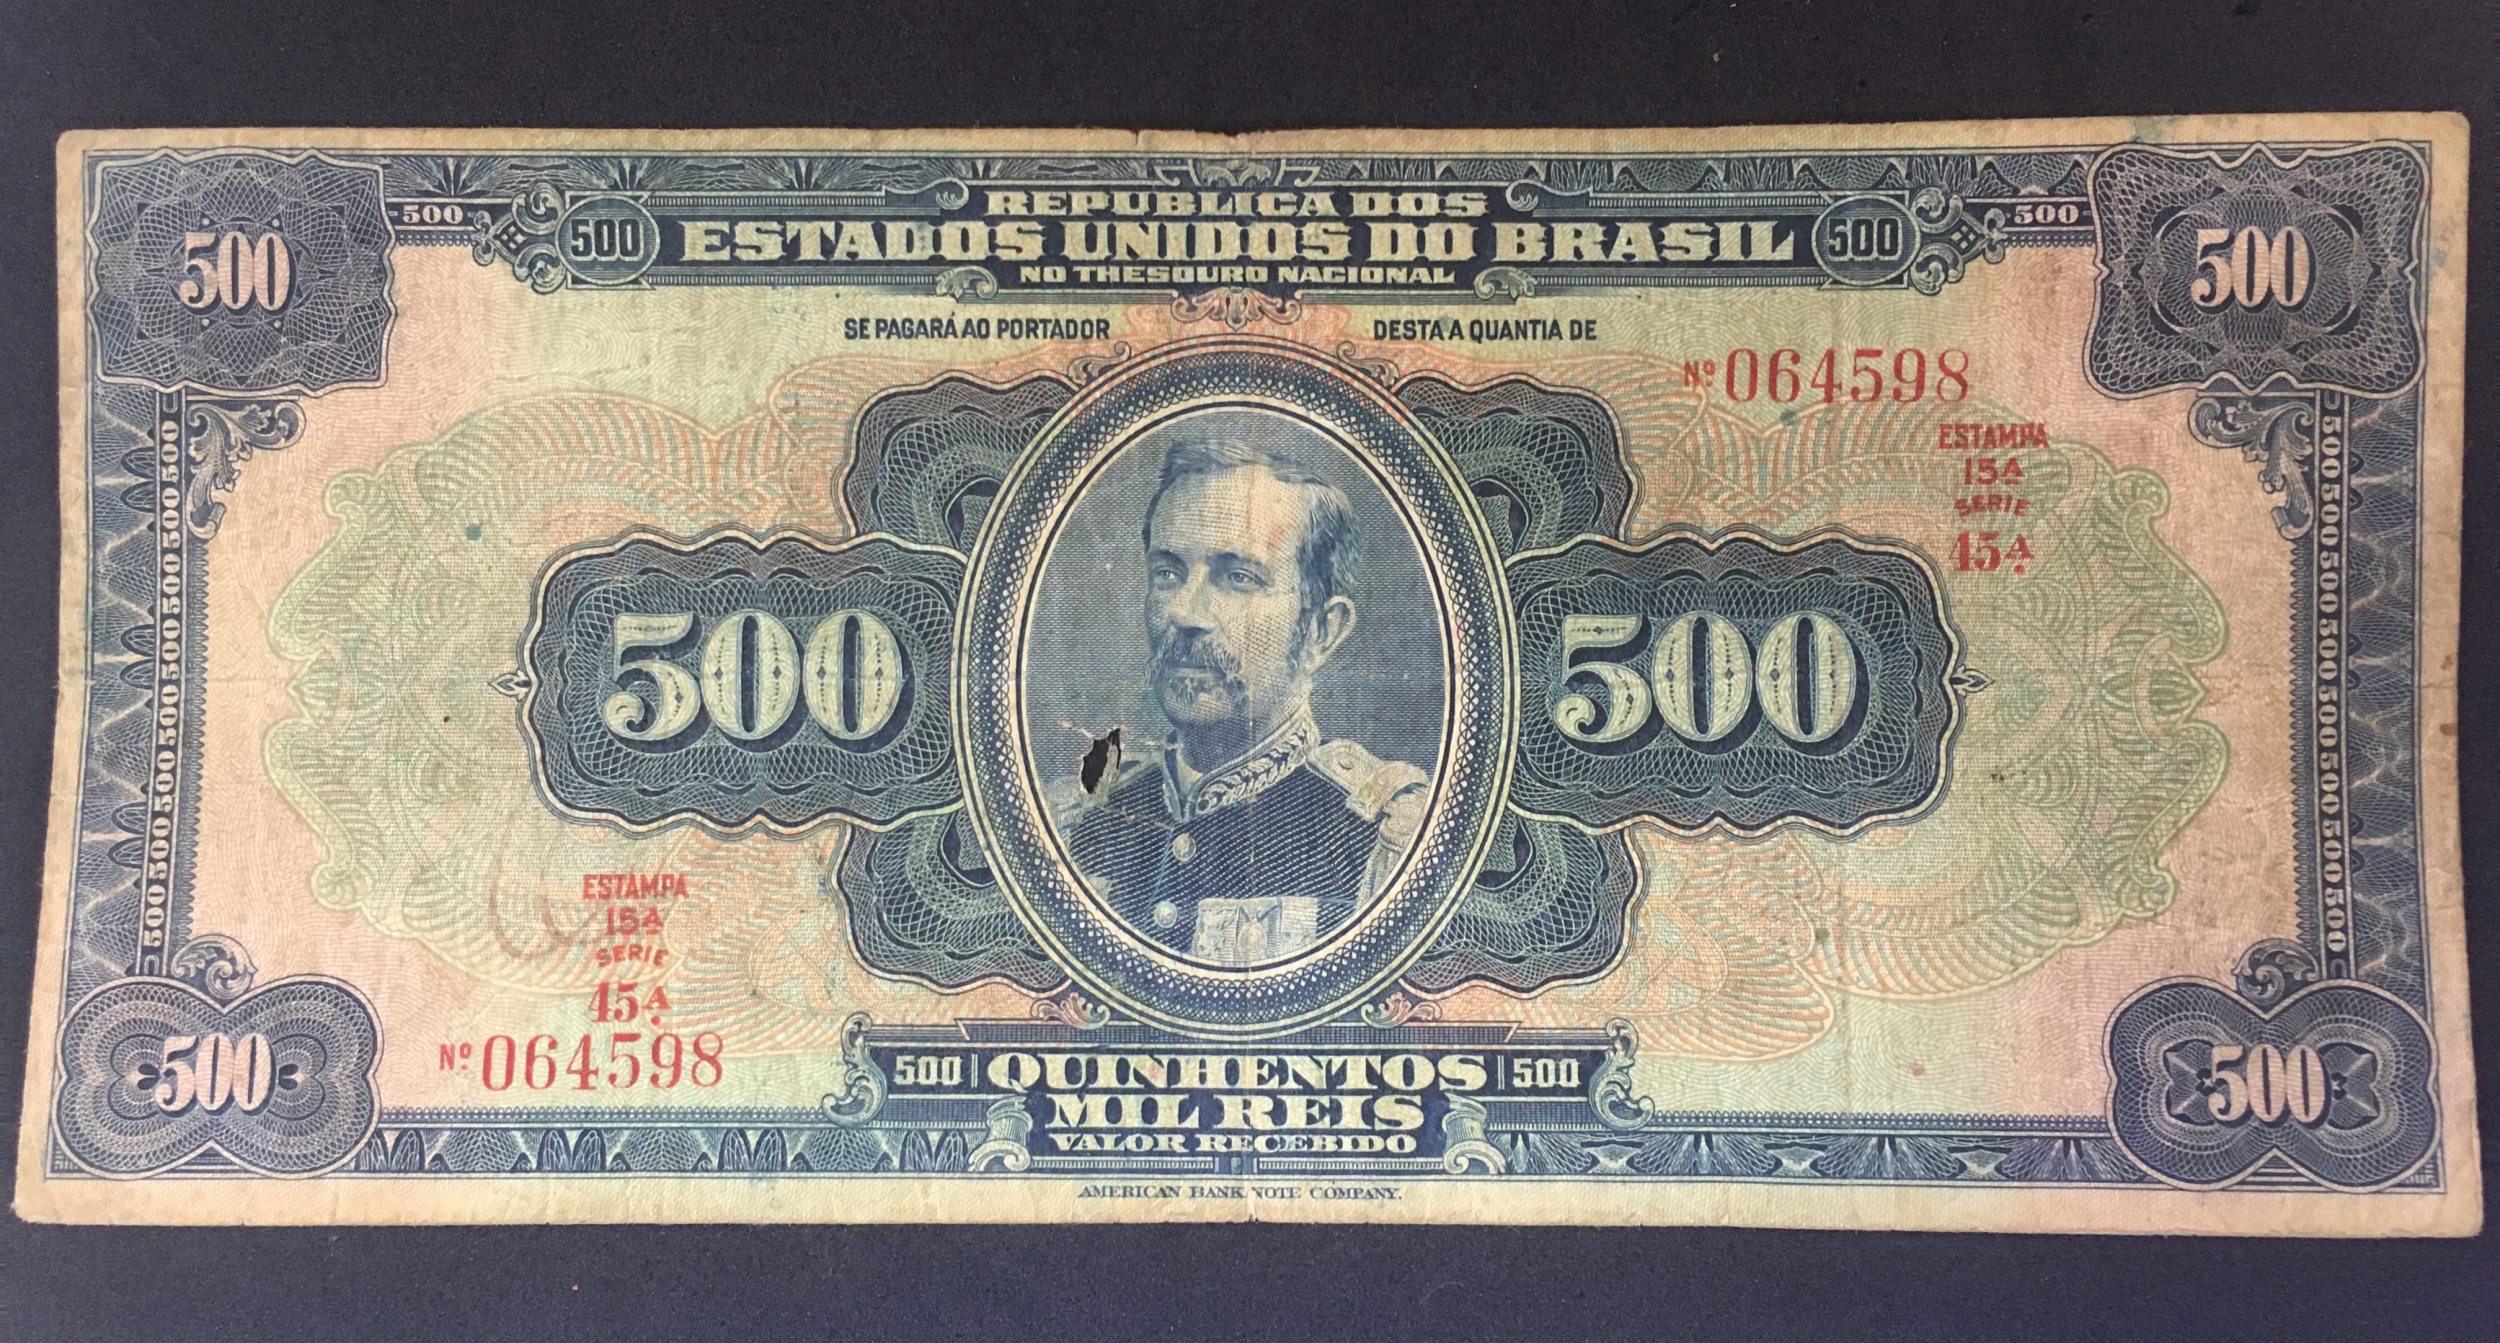 500
500
500
500
REPUBLICA DOS
500 ESTADOS UNIDOS DO BRASIL 500
NO THESOURO NACIONAL
SE PAGARÁ AO PORTADOR DESTA A QUANTIA DE
Nº 064598
ESTAMPA
15A
SERIE
45A
500
500
500500500500500500500500500
500500500500500500500500500
ESTAMPA
15A
SERIE
45A
Nº 064598
500 QUINHENTOS 500
MIL REIS
VALOR RECEBIDO
500
500
AMERICAN BANK NOTE COMPANY.